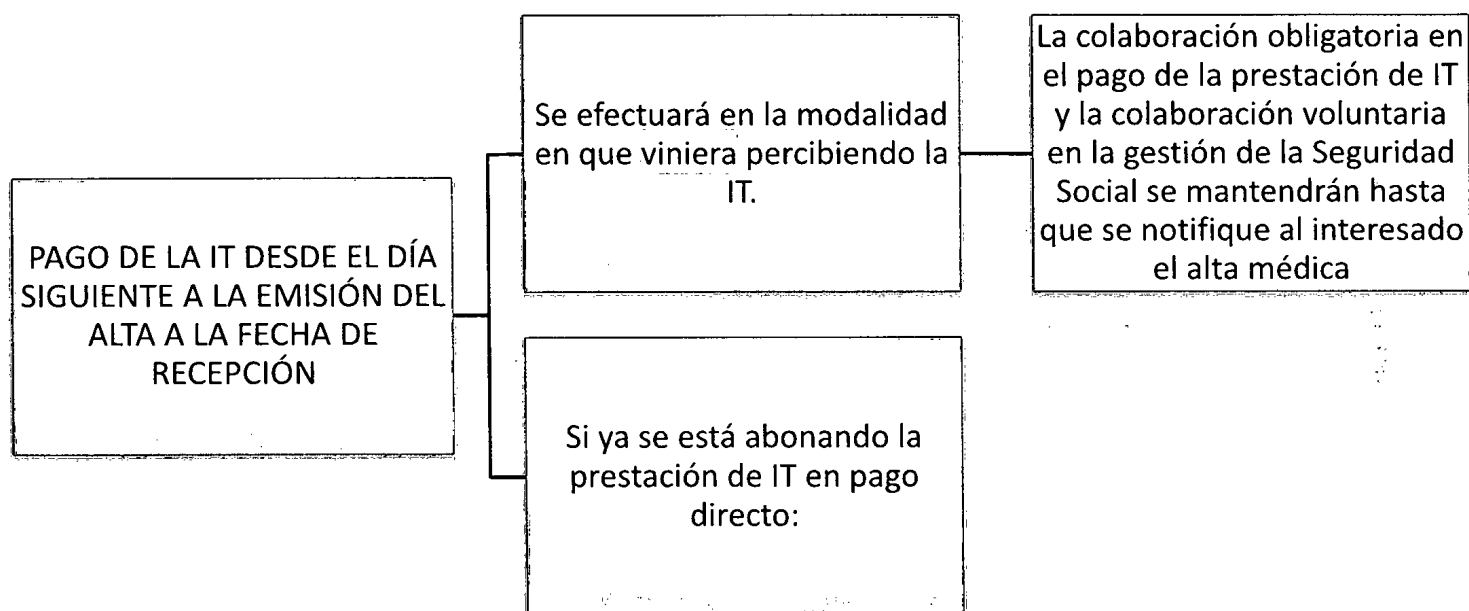 PAGO DE LA IT DESDE EL DÍA
SIGUIENTE A LA EMISIÓN DEL
ALTA A LA FECHA DE
RECEPCIÓN
Se efectuará en la modalidad
en que viniera percibiendo la
IT.
La colaboración obligatoria en
el pago de la prestación de IT
y la colaboración voluntaria
en la gestión de la Seguridad
Social se mantendrán hasta
que se notifique al interesado
el alta médica
Si ya se está abonando la
prestación de IT en pago
directo: